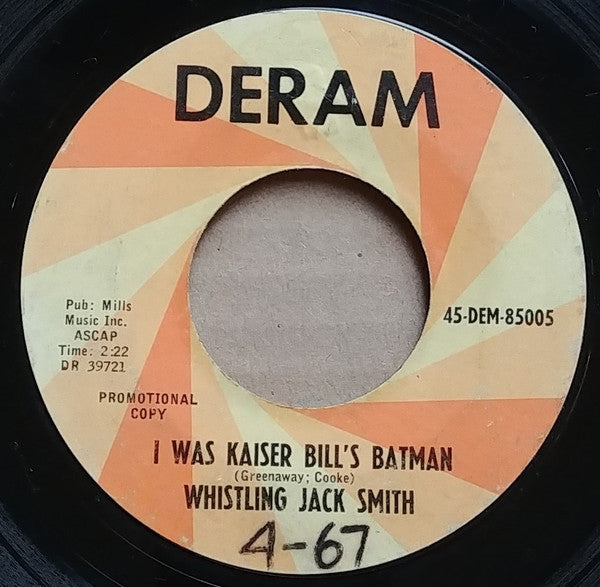 DERAM
Pub: Mills
Music Inc.
ASCAP
Time: 2:22
DR 39721
45-DEM-85005
PROMOTIONAL
COPY
I WAS KAISER BILL'S BATMAN
(Greenaway; Cooke)
WHISTLING JACK SMITH
4-67